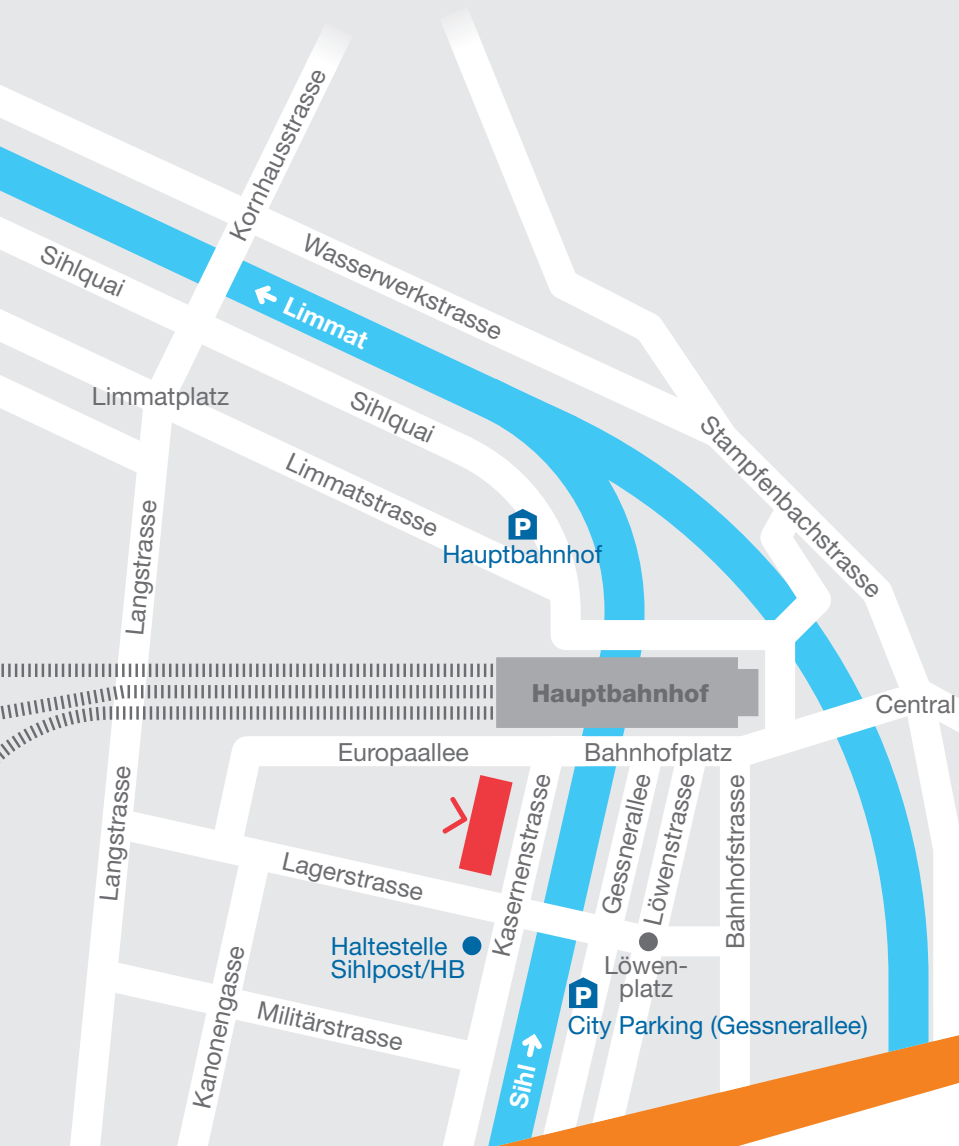 Kornhausstrasse
Wasserwerkstrasse
Sihlquai
← Limmat
Limmatplatz
Sihlquai
Stampfenbachstrasse
Limmatstrasse
P
Hauptbahnhof
Langstrasse
Hauptbahnhof
Central
Europaallee
Bahnhofplatz
Langstrasse
Lagerstrasse
Kasernenstrasse
Gessnerallee
Löwenstrasse
Bahnhofstrasse
Haltestelle
Sihlpost/HB
Löwen-
platz
P
City Parking (Gessnerallee)
Kanonengasse
Militärstrasse
Sihl →